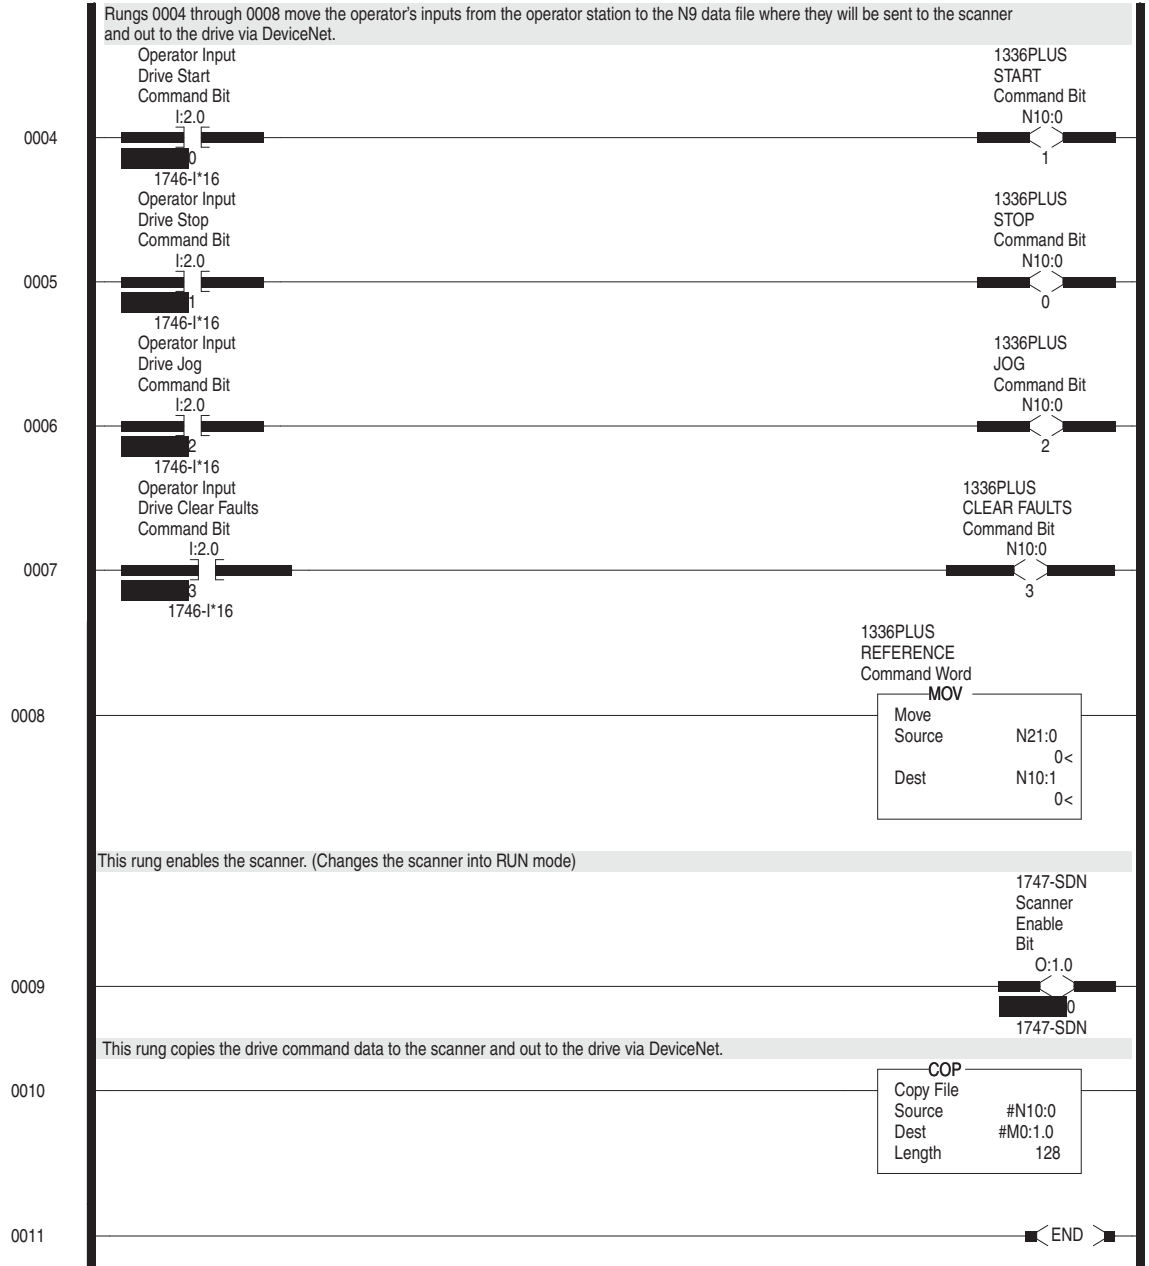 Rungs 0004 through 0008 move the operator's inputs from the operator station to the N9 data file where they will be sent to the scanner
and out to the drive via DeviceNet.
Operator Input
Drive Start
Command Bit
I:2.0
1336PLUS
START
Command Bit
N10:0
0004
0
1
1746-I*16
Operator Input
Drive Stop
Command Bit
I:2.0
1336PLUS
STOP
Command Bit
N10:0
0005
1
0
1746-I*16
Operator Input
Drive Jog
Command Bit
I:2.0
1336PLUS
JOG
Command Bit
N10:0
0006
2
2
1746-I*16
Operator Input
Drive Clear Faults
Command Bit
I:2.0
1336PLUS
CLEAR FAULTS
Command Bit
N10:0
0007
3
3
1746-I*16
1336PLUS
REFERENCE
Command Word
MOV
0008
Move
Source N21:0
0<
Dest N10:1
0<
This rung enables the scanner. (Changes the scanner into RUN mode)
1747-SDN
Scanner
Enable
Bit
O:1.0
0009
0
1747-SDN
This rung copies the drive command data to the scanner and out to the drive via DeviceNet.
COP
0010
Copy File
Source #N10:0
Dest #M0:1.0
Length 128
0011
END